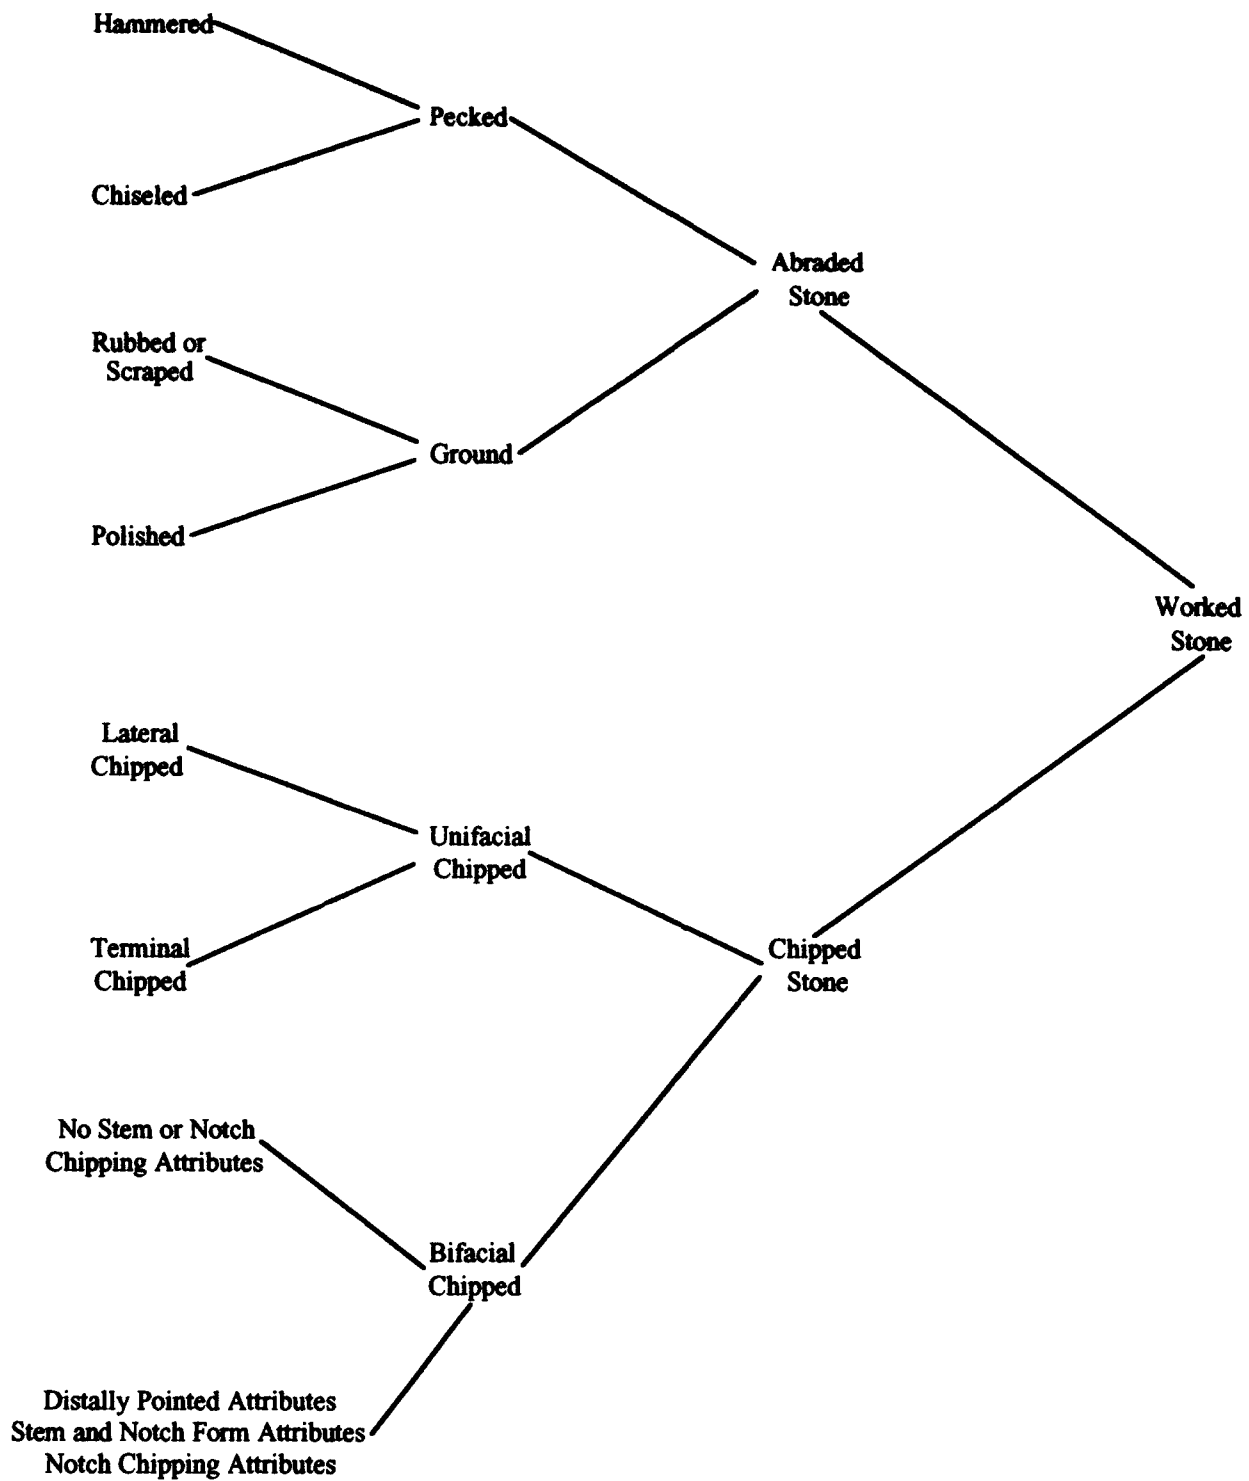 Hammered
Pecked
Chiseled
Abraded
Stone
Rubbed or
Scraped
Ground
Polished
Worked
Stone
Lateral
Chipped
Unifacial
Chipped
Terminal
Chipped
Chipped
Stone
No Stem or Notch
Chipping Attributes
Bifacial
Chipped
Distally Pointed Attributes
Stem and Notch Form Attributes
Notch Chipping Attributes